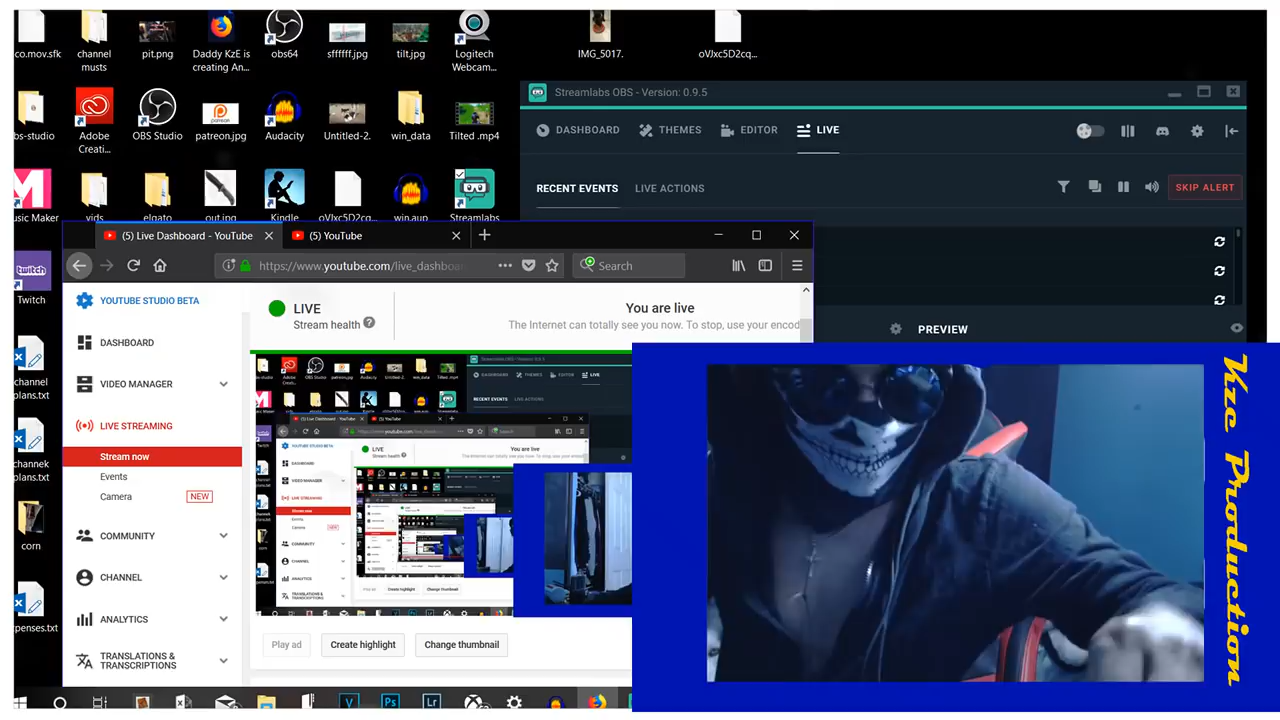 co.mov.sfk
channel
musts
pit.png
Daddy KzE is
creating An...
obs64
sffffff.jpg
tilt.jpg
Logitech
Webcam...
IMG_5017.
oVJxc5D2cq...
bs-studio
Adobe
Creati...
OBS Studio
patreon.jpg
Audacity
Untitled-2.
win_data
Tilted .mp4
usic Maker
vids
elgato
out.jpg
Kindle
oVJxc5D2cq...
win.aup
Streamlabs
Streamlabs OBS - Version: 0.9.5
DASHBOARD
THEMES
EDITOR
LIVE
RECENT EVENTS
LIVE ACTIONS
SKIP ALERT
PREVIEW
(5) Live Dashboard - YouTube
(5) YouTube
https://www.youtube.com/live_dashboa
Search
twitch
Twitch
channel
plans.txt
channek
plans.txt
corn
penses.txt
YOUTUBE STUDIO BETA
DASHBOARD
VIDEO MANAGER
LIVE STREAMING
Stream now
Events
Camera
NEW
COMMUNITY
CHANNEL
ANALYTICS
TRANSLATIONS &
TRANSCRIPTIONS
LIVE
Stream health
You are live
The Internet can totally see you now. To stop, use your encod
Play ad
Create highlight
Change thumbnail
V
Ps
Lr
Production